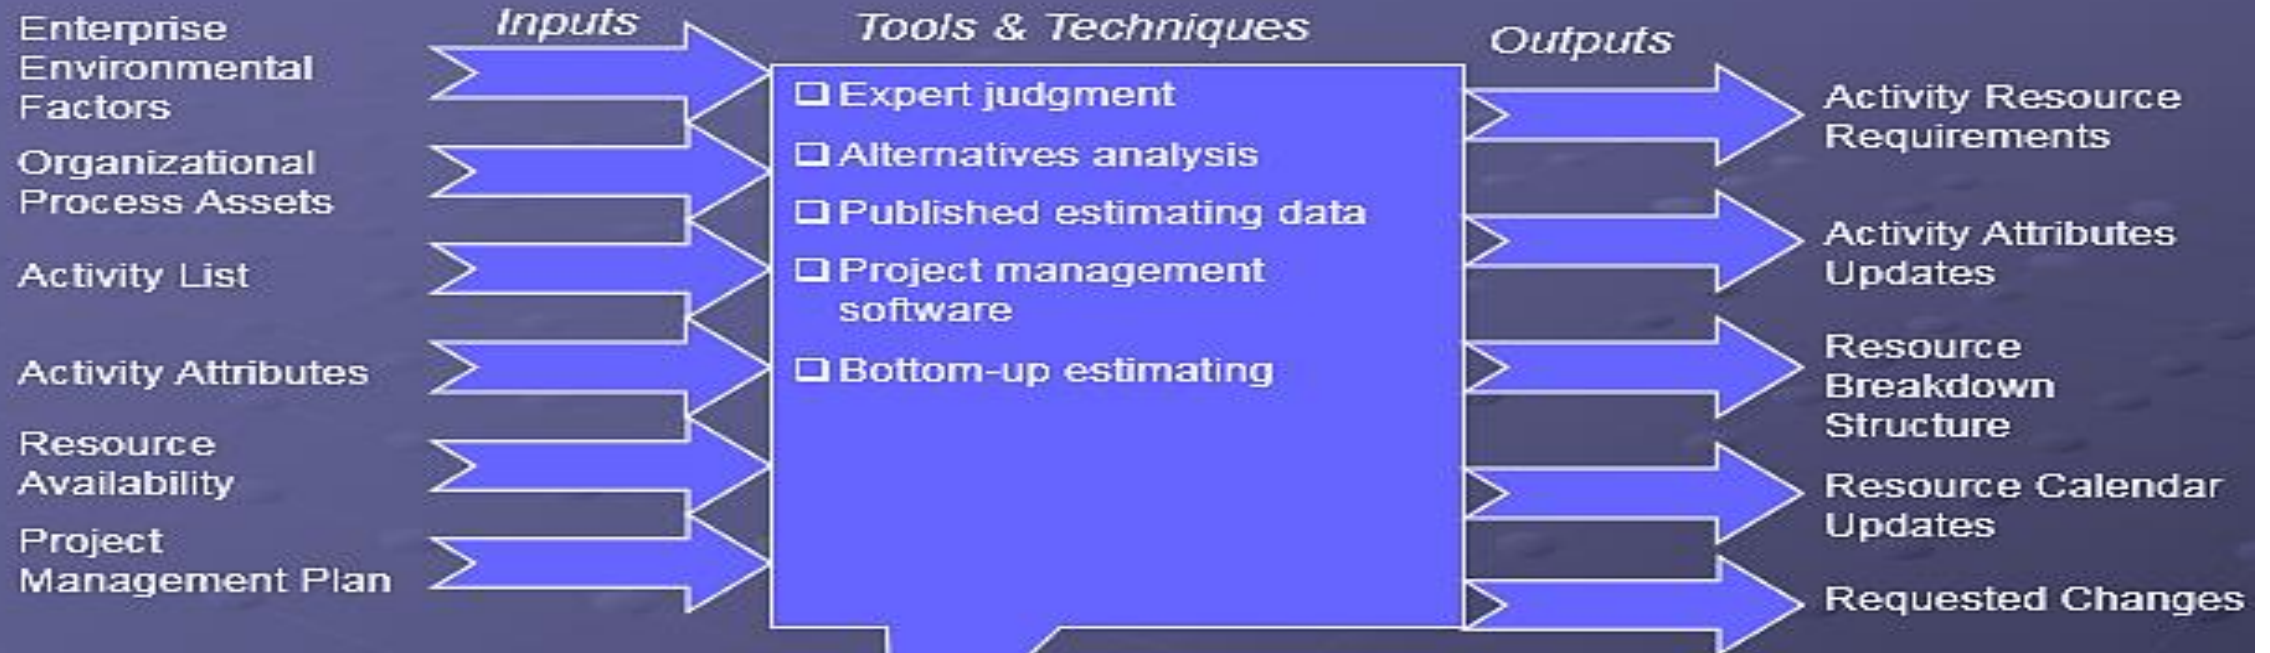 Inputs
Enterprise
Environmental
Factors
Organizational
Process Assets
Activity List
Activity Attributes
Resource
Availability
Project
Management Plan
Tools & Techniques
❑ Expert judgment
❑ Alternatives analysis
❑ Published estimating data
❑ Project management
software
❑ Bottom-up estimating
Outputs
Activity Resource
Requirements
Activity Attributes
Updates
Resource
Breakdown
Structure
Resource Calendar
Updates
Requested Changes